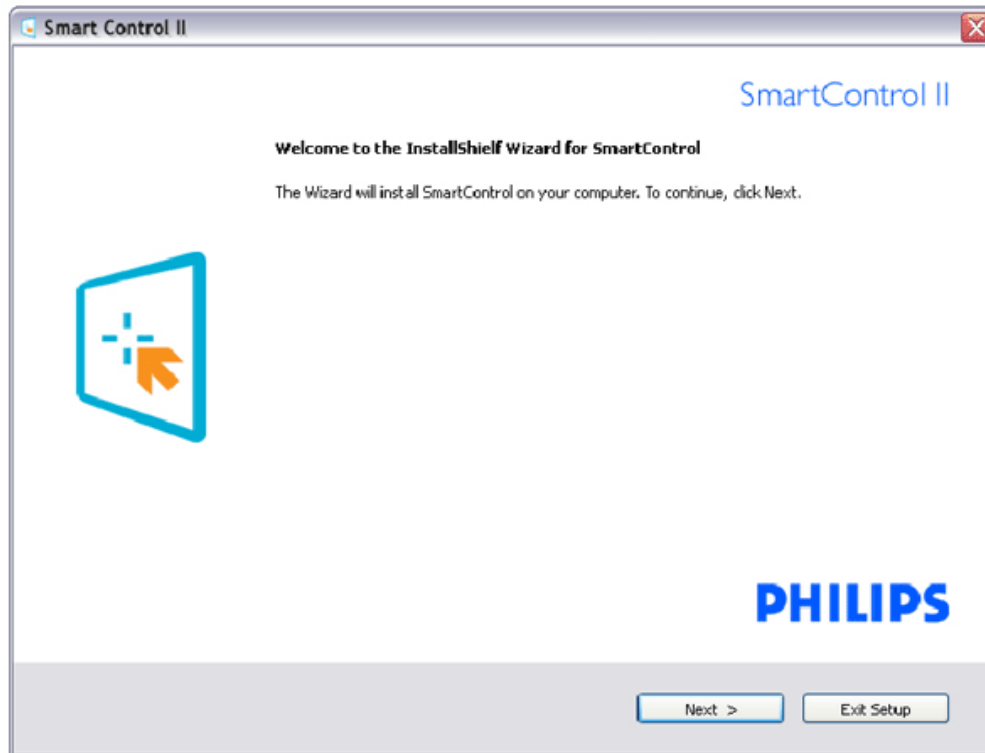 Smart Control II
SmartControl II
Welcome to the InstallShielf Wizard for SmartControl
The Wizard will install SmartControl on your computer. To continue, click Next.
PHILIPS
Next >
Exit Setup